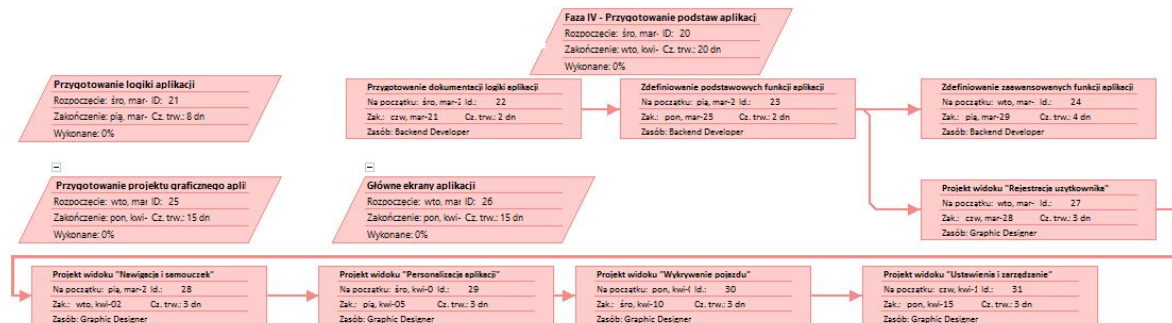 Faza IV - Przygotowanie podstaw aplikacj
Rozpoczęcie: śro, mar- ID: 20
Zakończenie: wto, kwi- Cz. trw.: 20 dn
Wykonane: 0%
Przygotowanie logiki aplikacji
Rozpoczęcie: śro, mar- ID: 21
Zakończenie: pią, mar- Cz. trw.: 8 dn
Wykonane: 0%
Przygotowanie dokumentacji logiki aplikacji
Na początku: śro, mar-2 Id.: 22
Zak.: czw, mar-21 Cz. trw.: 2 dn
Zasób: Backend Developer
Zdefiniowanie podstawowych funkcji aplikacji
Na początku: pią, mar-2 Id.: 23
Zak.: pon, mar-25 Cz. trw.: 2 dn
Zasób: Backend Developer
Zdefiniowanie zaawansowanych funkcji aplikacji
Na początku: wto, mar- Id.: 24
Zak.: pią, mar-29 Cz. trw.: 4 dn
Zasób: Backend Developer
Przygotowanie projektu graficznego apli
Rozpoczęcie: wto, mar ID: 25
Zakończenie: pon, kwi- Cz. trw.: 15 dn
Wykonane: 0%
Główne ekrany aplikacji
Rozpoczęcie: wto, mar ID: 26
Zakończenie: pon, kwi- Cz. trw.: 15 dn
Wykonane: 0%
Projekt widoku "Rejestracja uzytkownika"
Na początku: wto, mar- Id.: 27
Zak.: czw, mar-28 Cz. trw.: 3 dn
Zasób: Graphic Designer
Projekt widoku "Nawigacja i samouczek"
Na początku: pią, mar-2 Id.: 28
Zak.: wto, kwi-02 Cz. trw.: 3 dn
Zasób: Graphic Designer
Projekt widoku "Personalizacja aplikacji"
Na początku: śro, kwi-0 Id.: 29
Zak.: pią, kwi-05 Cz. trw.: 3 dn
Zasób: Graphic Designer
Projekt widoku "Wykrywanie pojazdu"
Na początku: pon, kwi-( Id.: 30
Zak.: śro, kwi-10 Cz. trw.: 3 dn
Zasób: Graphic Designer
Projekt widoku "Ustawienia i zarządzanie"
Na początku: czw, kwi-1 Id.: 31
Zak.: pon, kwi-15 Cz. trw.: 3 dn
Zasób: Graphic Designer